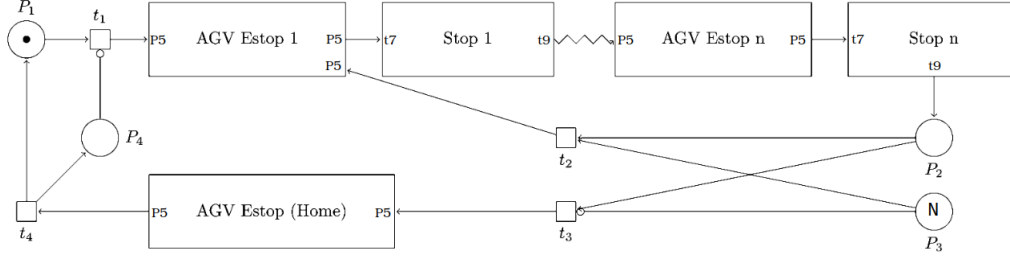 P1
t1
P5 AGV Estop 1 P5
P5
t7 Stop 1 t9
P5 AGV Estop n P5
t7 Stop n
t9
P4
t2
P2
t4
P5 AGV Estop (Home) P5
t3
N
P3